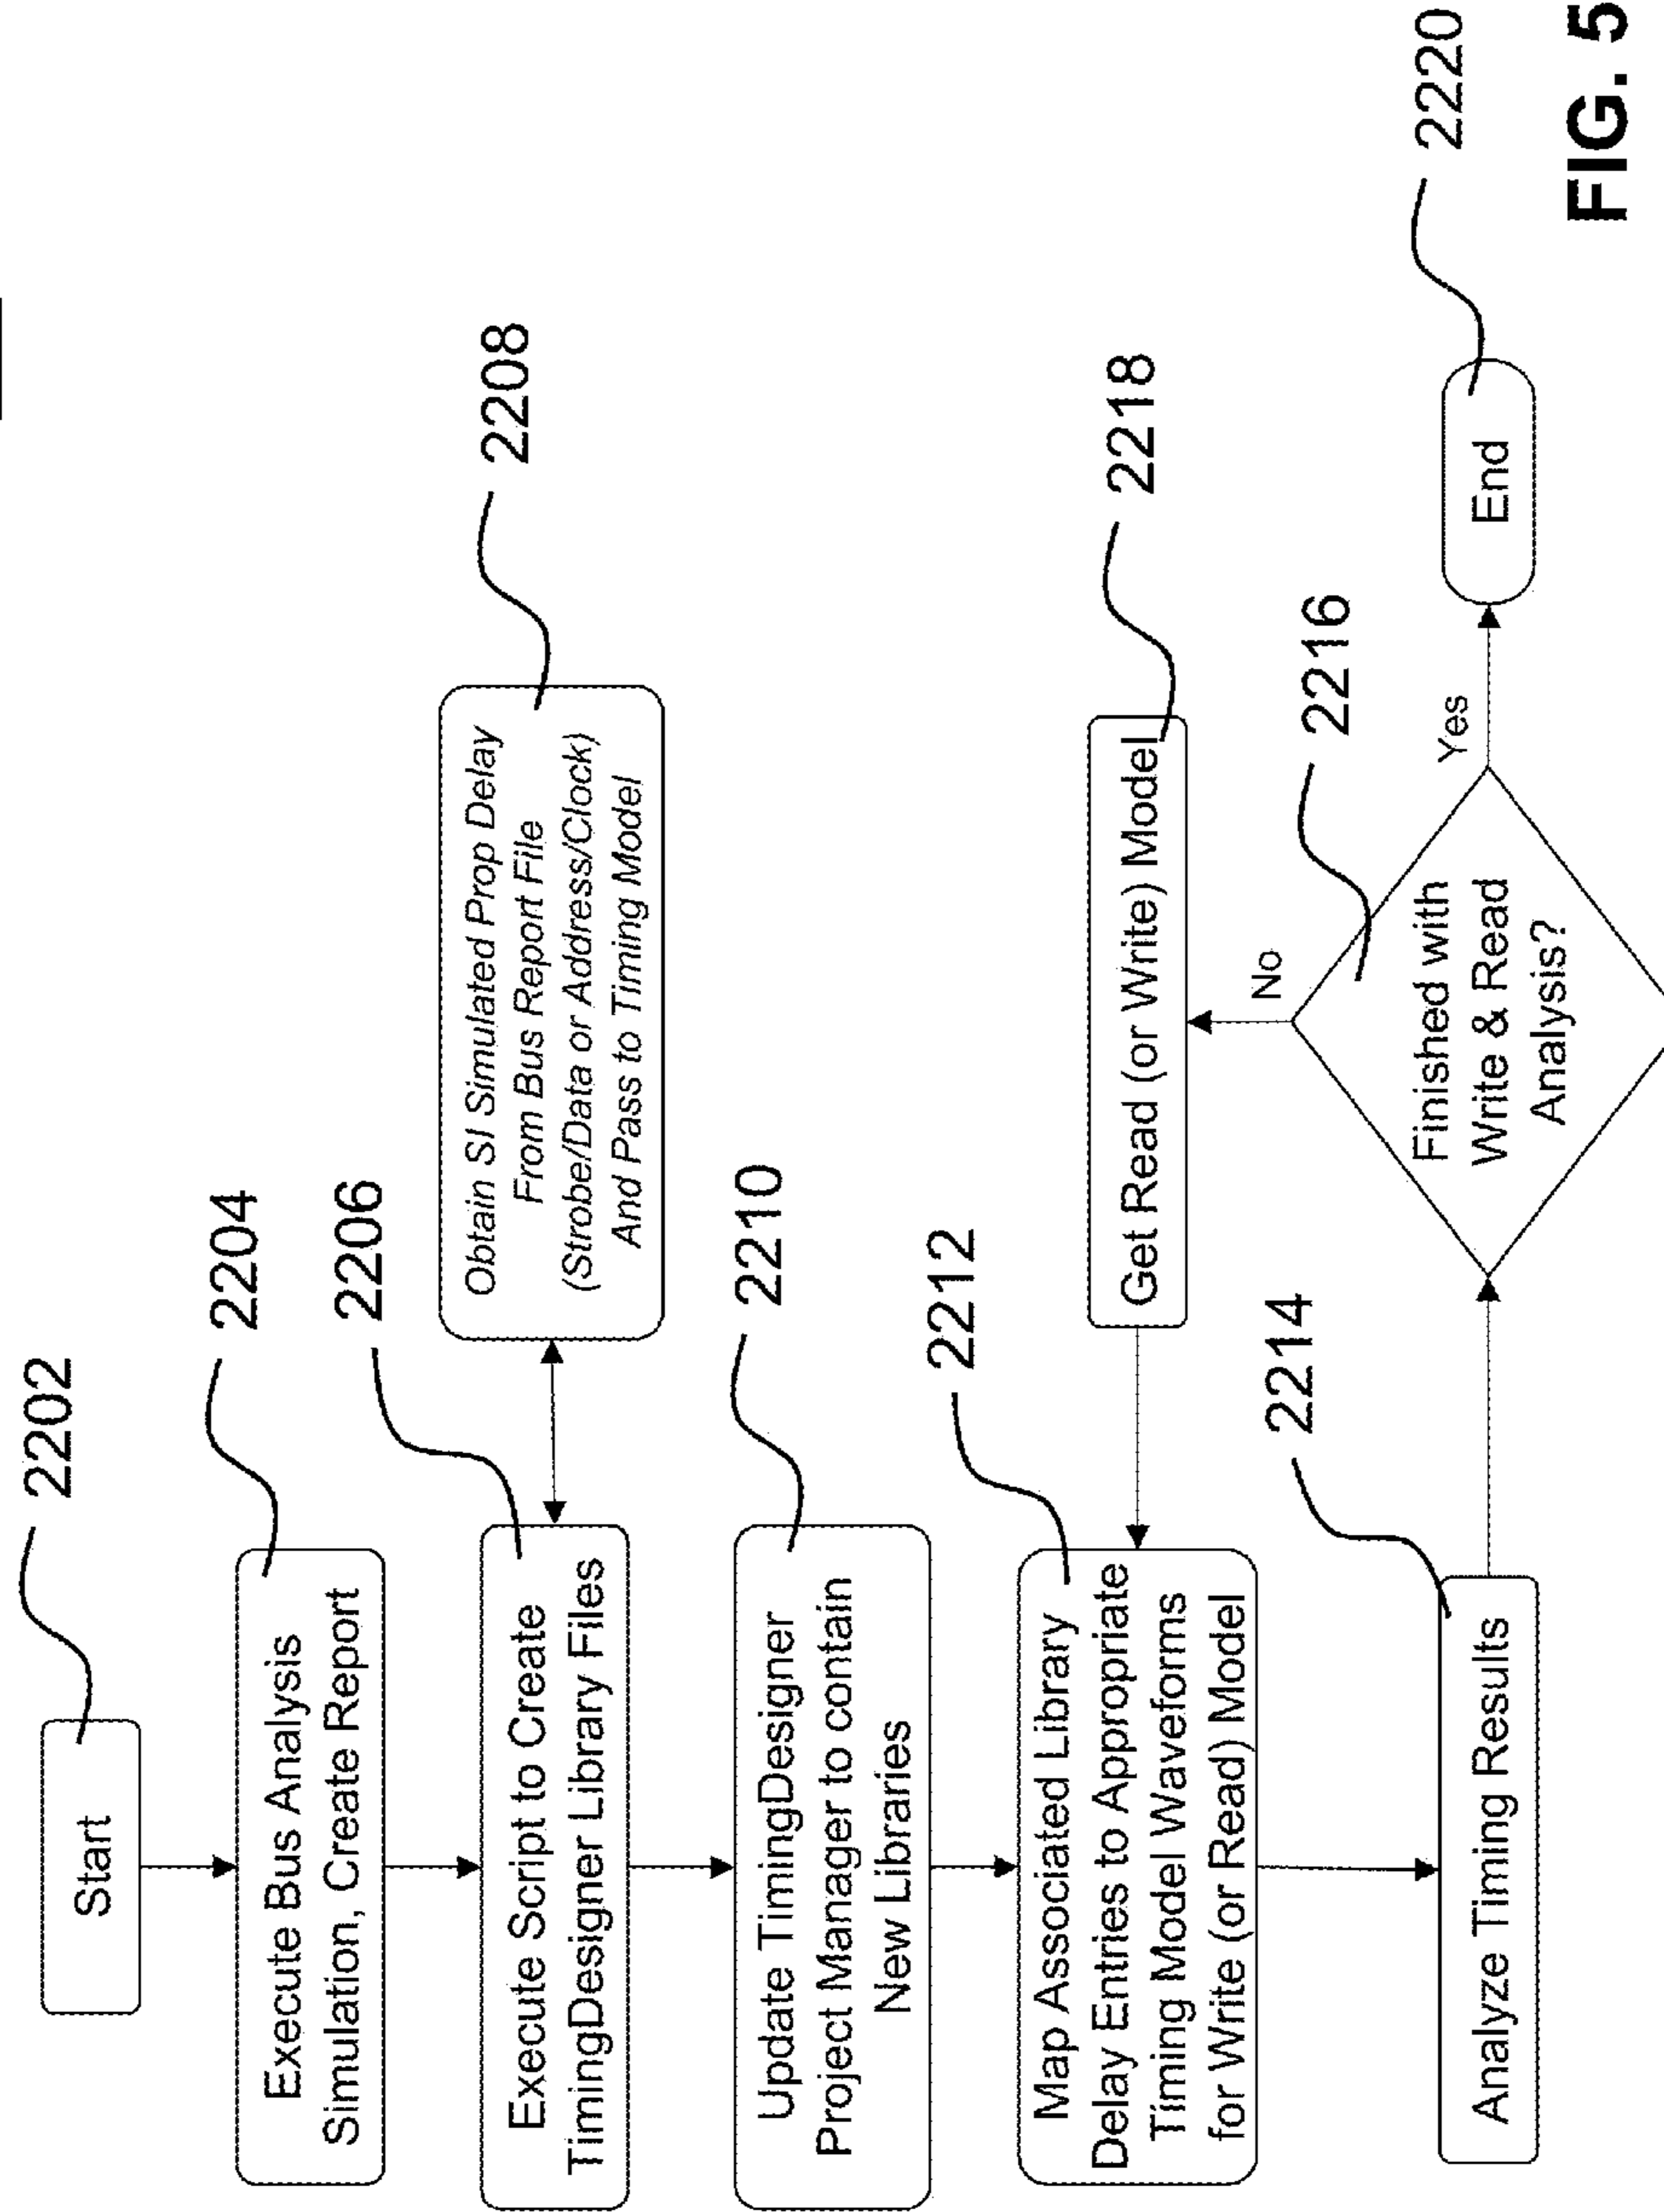 2202
Start
2204
Execute Bus Analysis
Simulation, Create Report
2206
Execute Script to Create
TimingDesigner Library Files
2208
Obtain SI Simulated Prop Delay
From Bus Report File
(Strobe/Data or Address/Clock)
And Pass to Timing Model
2210
Update TimingDesigner
Project Manager to contain
New Libraries
2212
Map Associated Library
Delay Entries to Appropriate
Timing Model Waveforms
for Write (or Read) Model
2218
Get Read (or Write) Model
2214
Analyze Timing Results
2216
No
Finished with
Write & Read
Analysis?
Yes
End
2220
FIG. 5